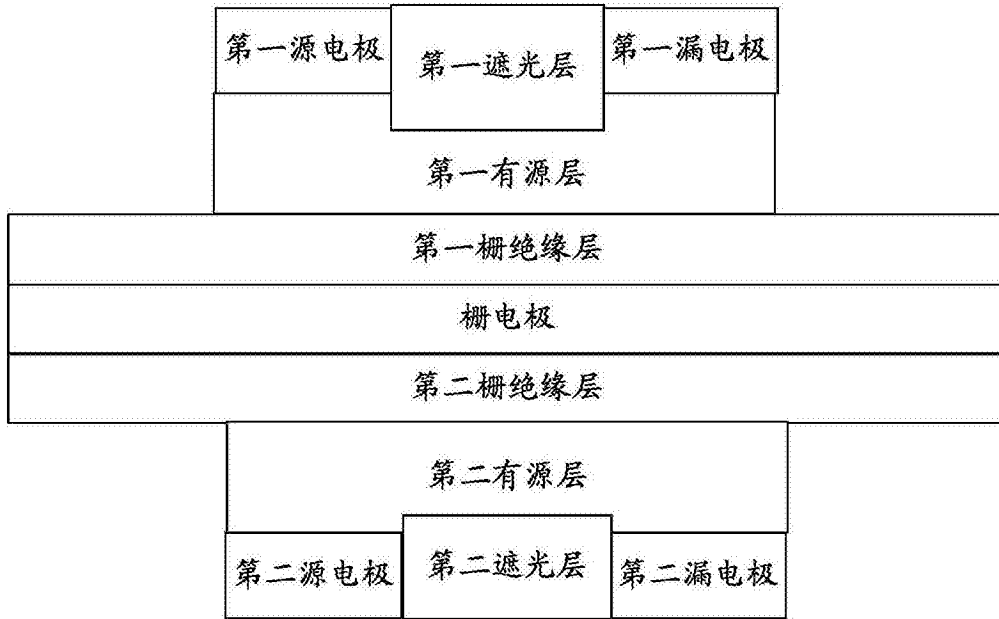 第一源电极
第一遮光层
第一漏电极
第一有源层
第一栅绝缘层
栅电极
第二栅绝缘层
第二有源层
第二源电极
第二遮光层
第二漏电极